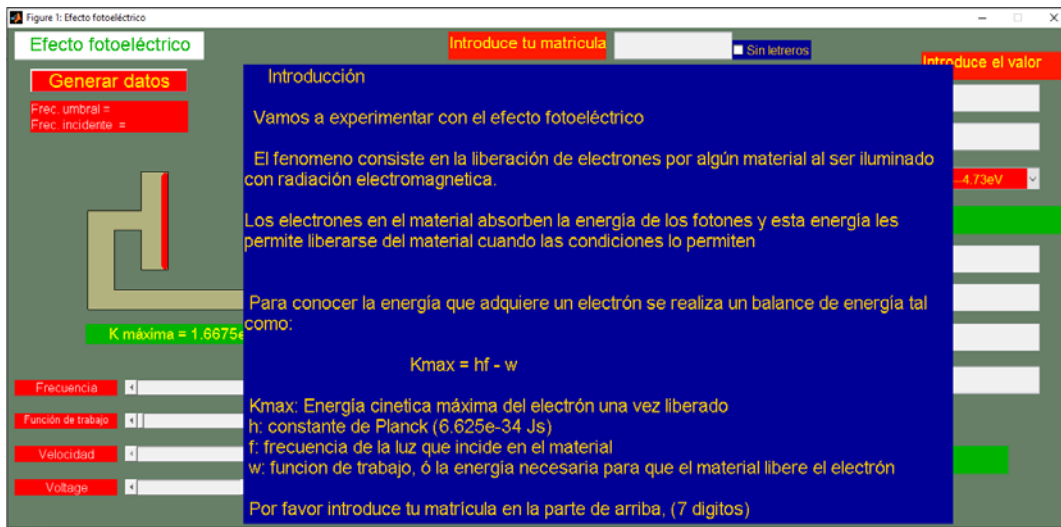 Figure 1: Efecto fotoeléctrico
Efecto fotoeléctrico
Introduce tu matricula
Sin letreros
Introduce el valor
Generar datos
Frec. umbral =
Frec. incidente =
Introducción
Vamos a experimentar con el efecto fotoeléctrico
El fenomeno consiste en la liberación de electrones por algún material al ser iluminado
con radiación electromagnetica.
4.73eV
Los electrones en el material absorben la energía de los fotones y esta energía les
permite liberarse del material cuando las condiciones lo permiten
Para conocer la energía que adquiere un electrón se realiza un balance de energía tal
como:
K máxima = 1.6675e
Kmax = hf - w
Frecuencia
Función de trabajo
Velocidad
Voltage
Kmax: Energía cinetica máxima del electrón una vez liberado
h: constante de Planck (6.625e-34 Js)
f: frecuencia de la luz que incide en el material
w: funcion de trabajo, ó la energía necesaria para que el material libere el electrón
Por favor introduce tu matrícula en la parte de arriba, (7 digitos)